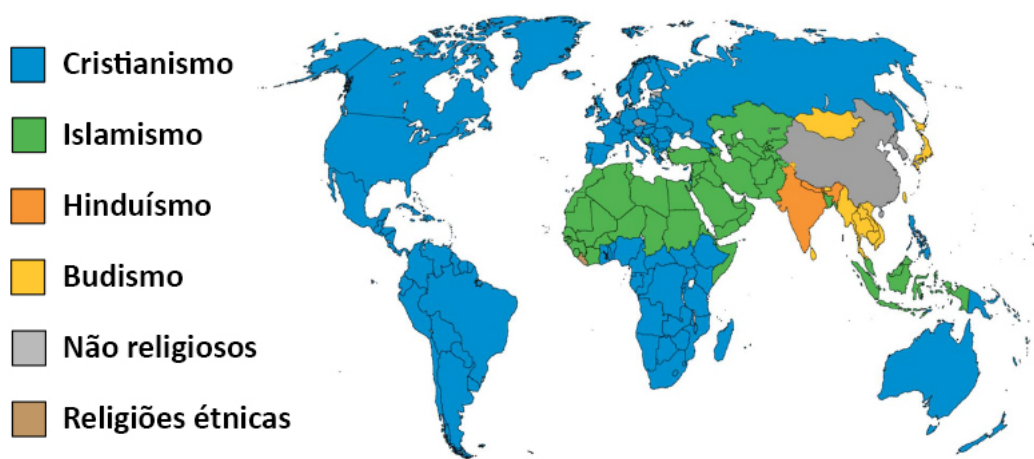 Cristianismo
Islamismo
Hinduísmo
Budismo
Não religiosos
Religiões étnicas